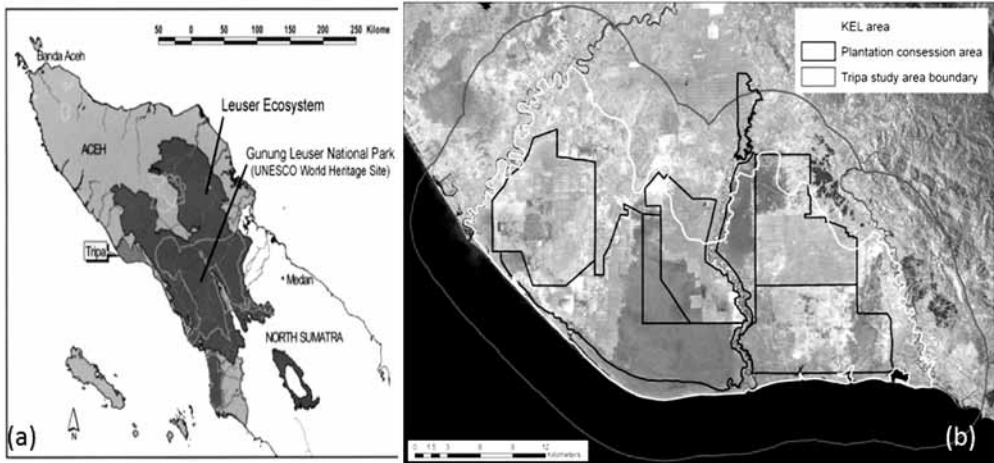 50 0 50 100 150 200 250 Kilome
Banda Aceh
Leuser Ecosystem
ACEH
Gunung Leuser National Park
(UNESCO World Heritage Site)
Tripa
Medan
NORTH SUMATRA
N
(a)
KEL area
Plantation consession area
Tripa study area boundary
Kilometers
(b)